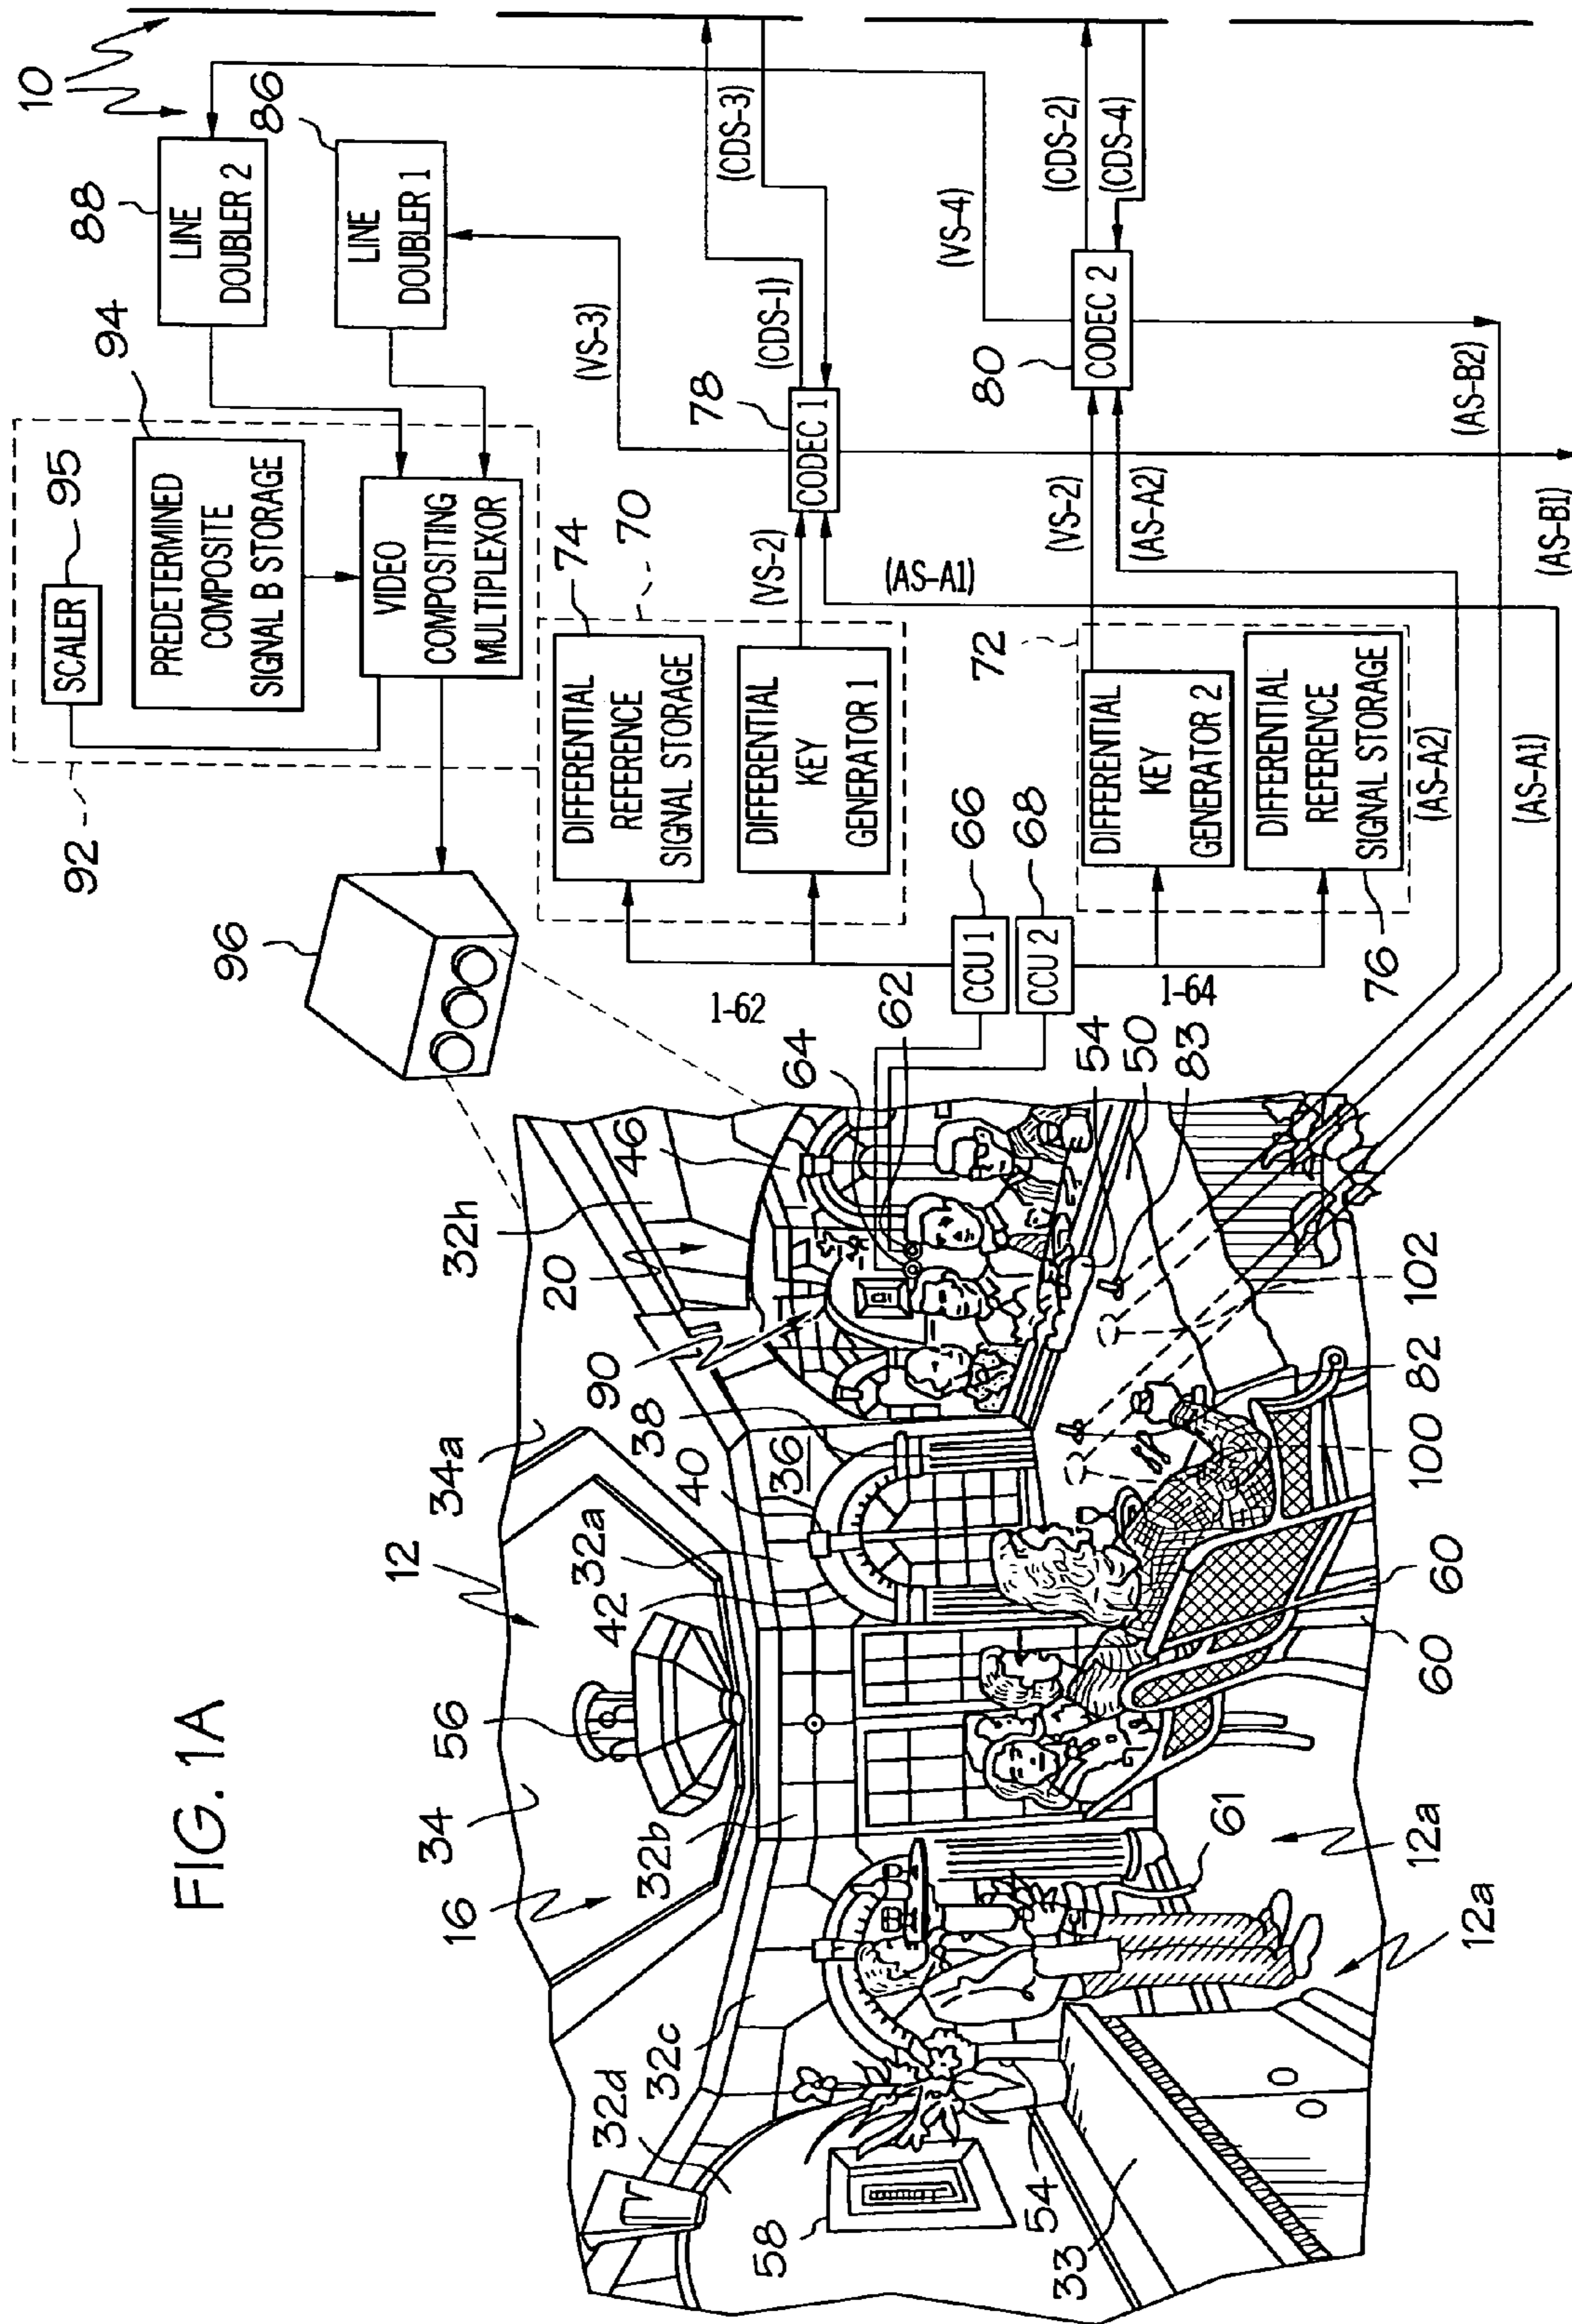 FIG. 1A
10
88
LINE
DOUBLER 2
86
LINE
DOUBLER 1
94
PREDETERMINED
COMPOSITE
SIGNAL B STORAGE
95
SCALER
VIDEO
COMPOSITING
MULTIPLEXOR
92
96
74
70
DIFFERENTIAL
REFERENCE
SIGNAL STORAGE
DIFFERENTIAL
KEY
GENERATOR 1
(VS-2)
(AS-A1)
78
CODEC 1
(VS-3)
(CDS-1)
(CDS-3)
(VS-4)
(CDS-2)
(CDS-4)
80
CODEC 2
(VS-2)
(AS-A2)
(AS-B2)
(AS-B1)
72
DIFFERENTIAL
KEY
GENERATOR 2
DIFFERENTIAL
REFERENCE
SIGNAL STORAGE
76
(AS-A2)
(AS-A1)
66
CCU 1
68
CCU 2
1-62
1-64
62
64
54
50
83
46
32h
20
90
38
40
36
34a
12
32a
42
56
34
16
32b
32c
32d
58
54
33
61
12a
12a
60
60
100
82
102